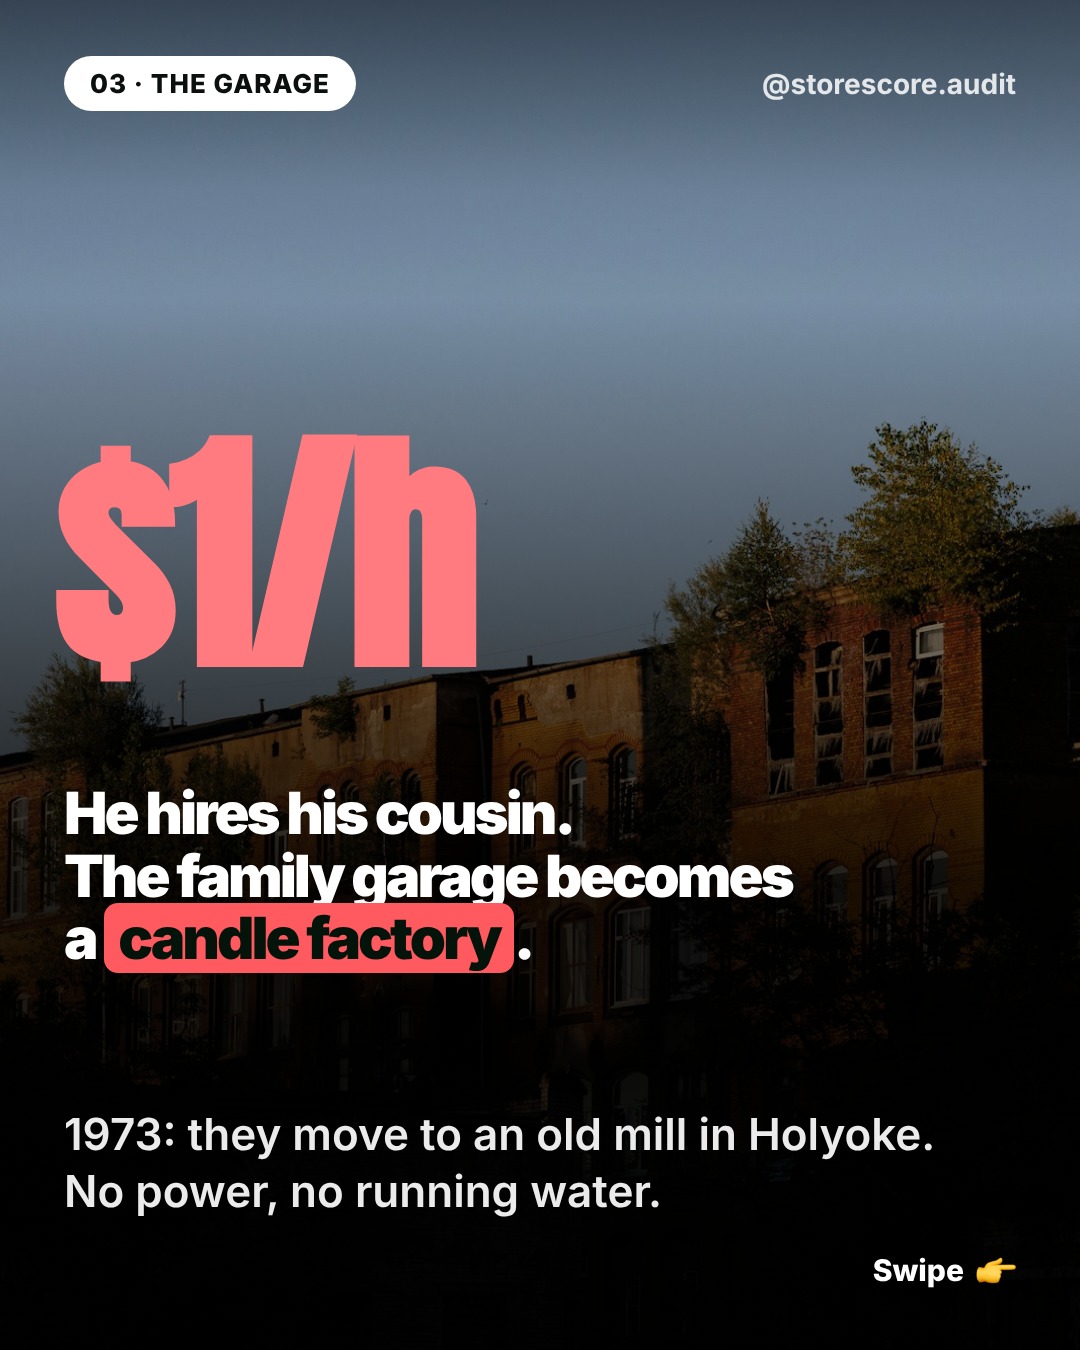 03 · THE GARAGE
@storescore.audit
$1/h
He hires his cousin.
The family garage becomes
a candle factory.
1973: they move to an old mill in Holyoke.
No power, no running water.
Swipe 👉